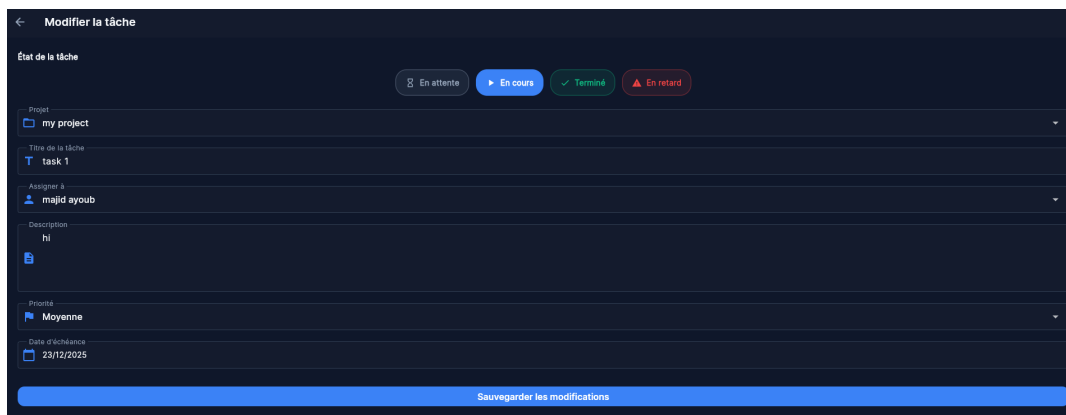 Modifier la tâche
État de la tâche
En attente En cours Terminé En retard
Projet
my project
Titre de la tâche
task 1
Assigner à
majid ayoub
Description
hi
Priorité
Moyenne
Date d'échéance
23/12/2025
Sauvegarder les modifications